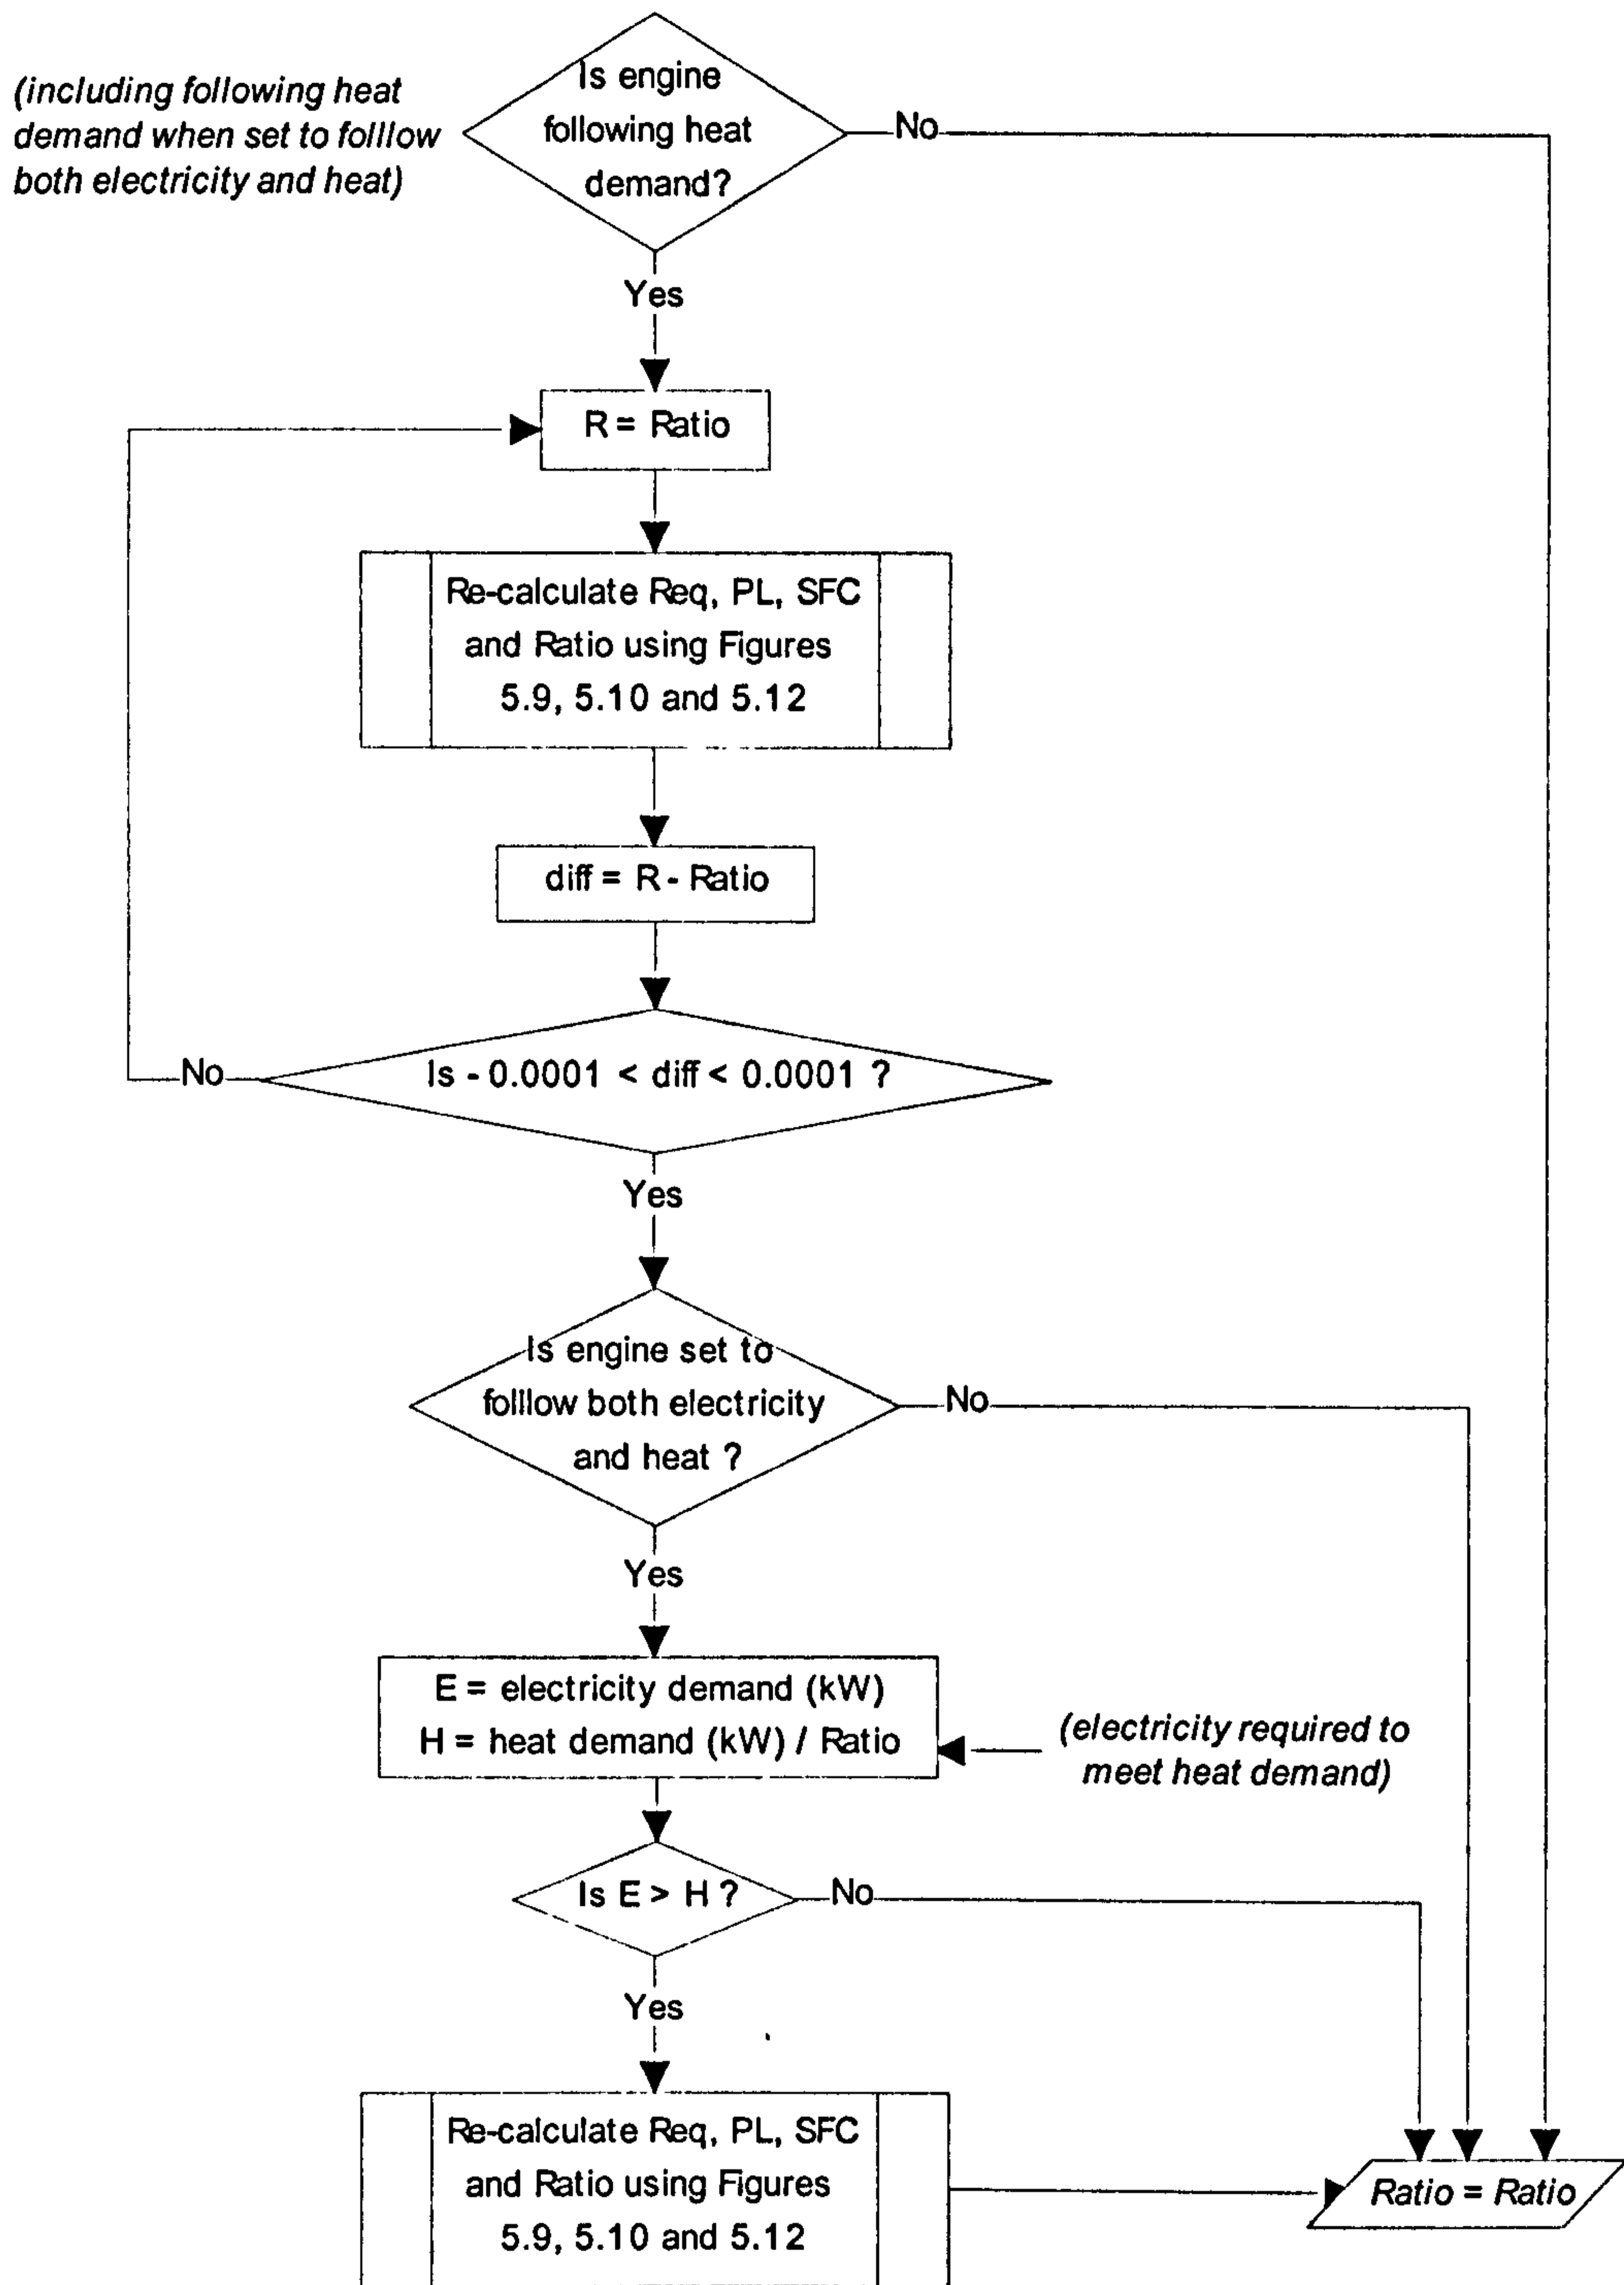 (including following heat
demand when set to folllow
both electricity and heat)
Is engine
following heat
demand?
No
Yes
R = Ratio
Re-calculate Req, PL, SFC
and Ratio using Figures
5.9, 5.10 and 5.12
diff = R - Ratio
Is - 0.0001 < diff < 0.0001 ?
No
Yes
Is engine set to
folllow both electricity
and heat ?
No
Yes
E = electricity demand (kW)
H = heat demand (kW) / Ratio
(electricity required to
meet heat demand)
Is E > H ?
No
Yes
Re-calculate Req, PL, SFC
and Ratio using Figures
5.9, 5.10 and 5.12
Ratio = Ratio